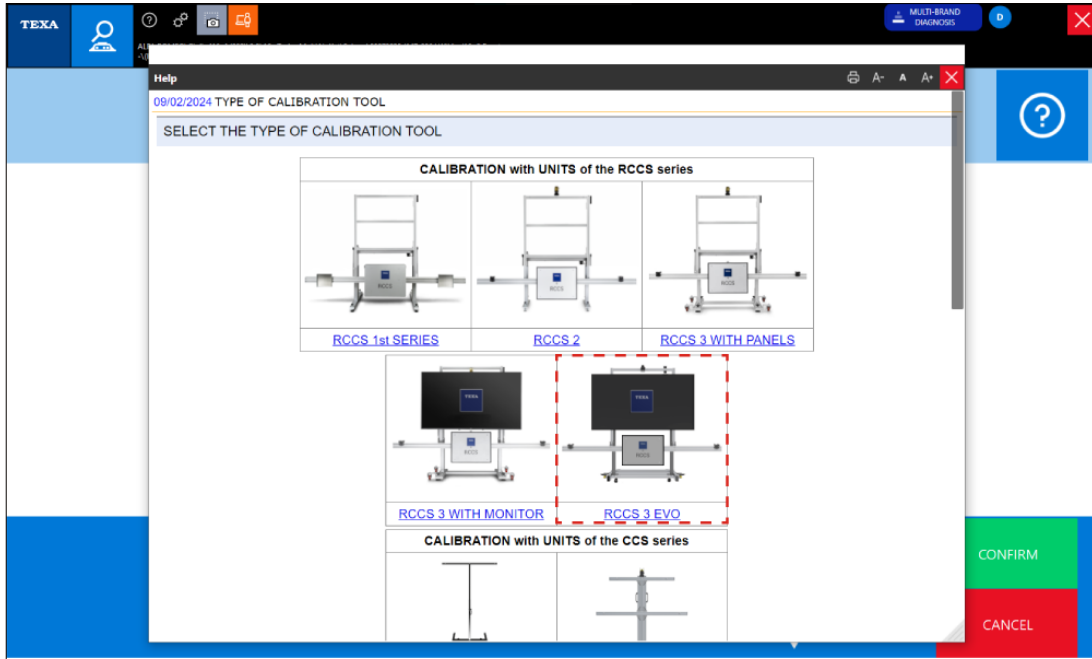 TEXA
MULTI-BRAND
DIAGNOSIS
D
Help
A- A A+
09/02/2024 TYPE OF CALIBRATION TOOL
SELECT THE TYPE OF CALIBRATION TOOL
CALIBRATION with UNITS of the RCCS series
RCCS
RCCS
RCCS
RCCS 1st SERIES
RCCS 2
RCCS 3 WITH PANELS
TEXA
TEXA
RCCS
RCCS
RCCS 3 WITH MONITOR
RCCS 3 EVO
CALIBRATION with UNITS of the CCS series
CONFIRM
CANCEL